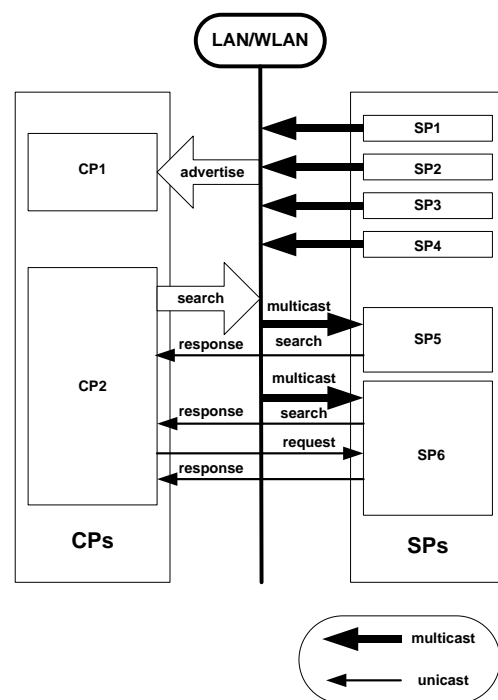 LAN/WLAN
SP1
CP1
SP2
advertise
SP3
SP4
search
multicast
SP5
response
search
multicast
CP2
response
search
request
SP6
response
CPs
SPs
multicast
unicast